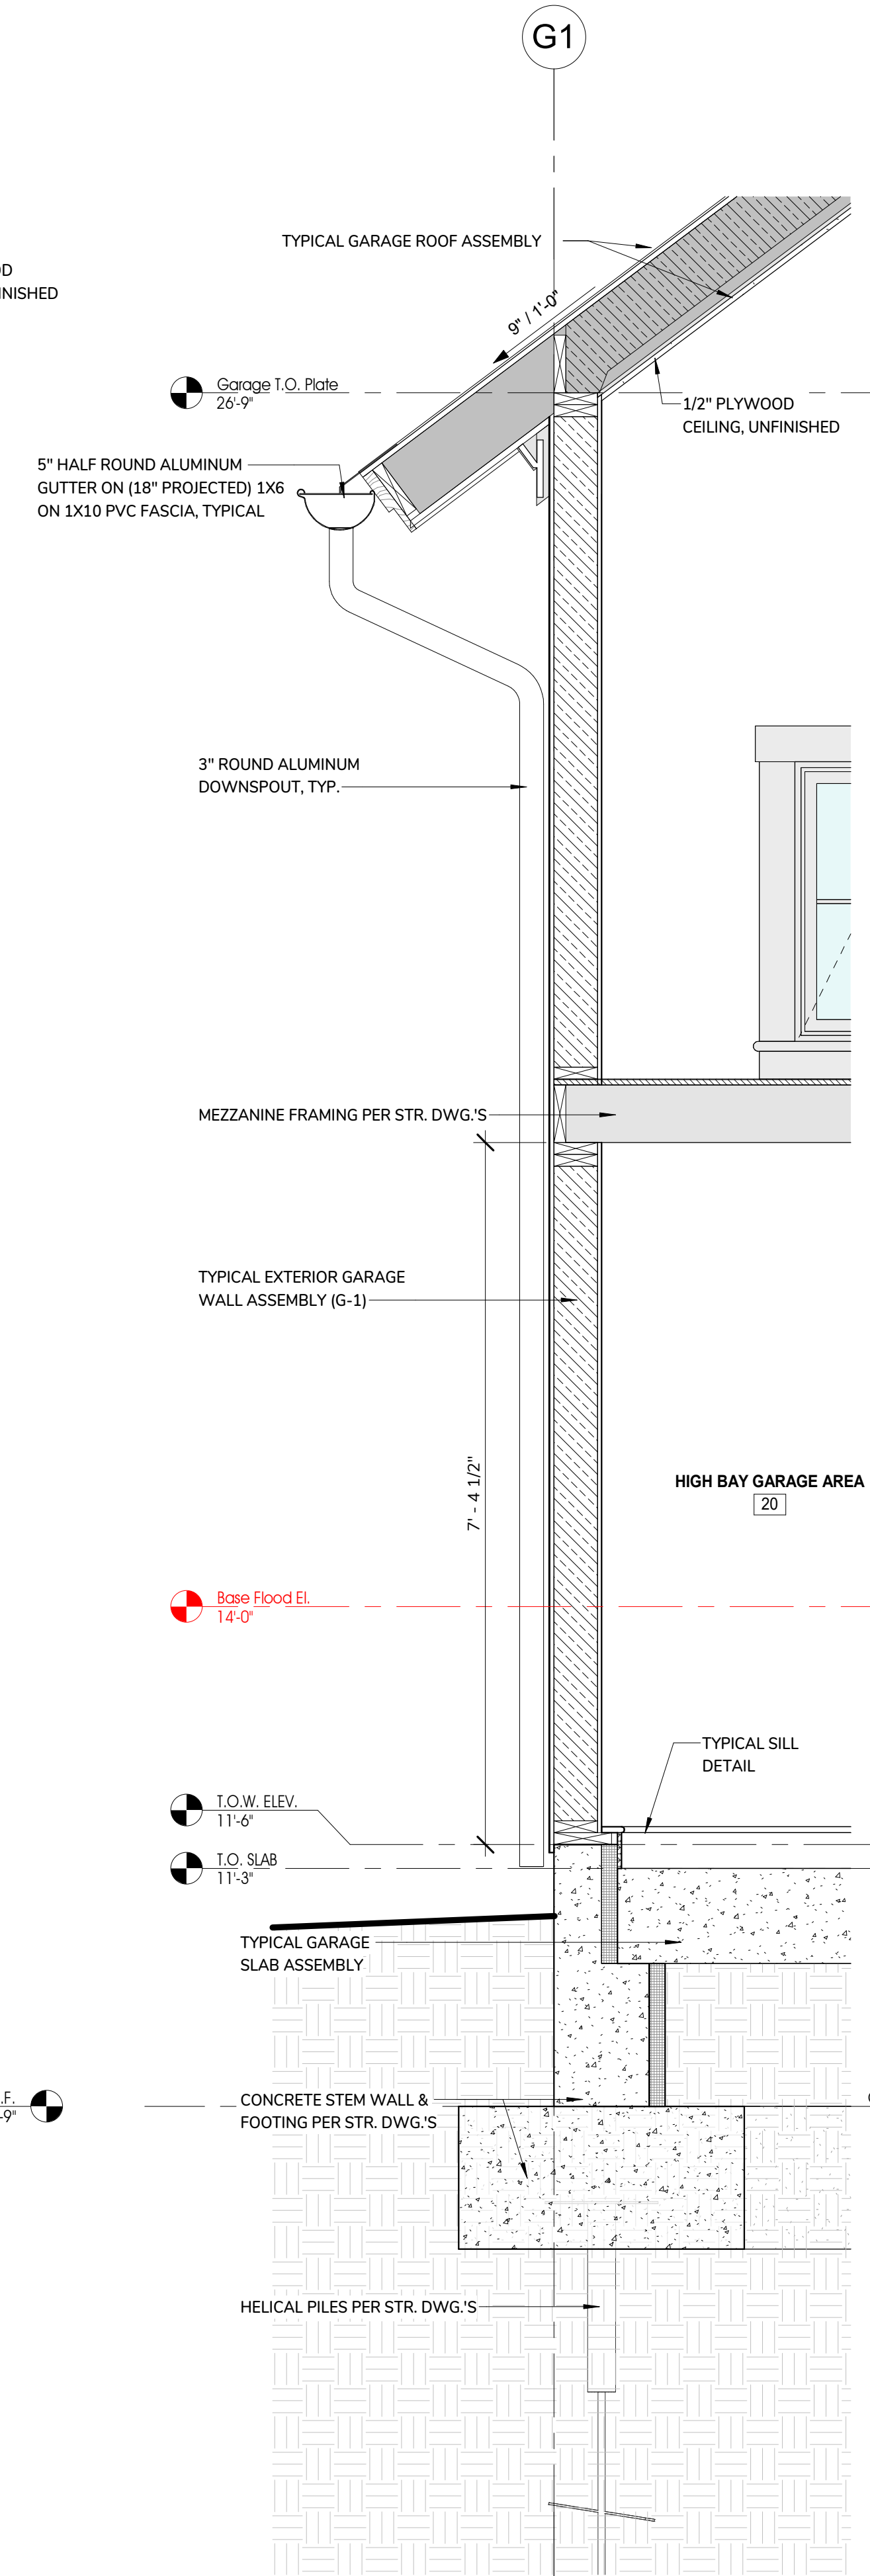 G1
TYPICAL GARAGE ROOF ASSEMBLY
INISHED
9" / 1'-0"
Garage T.O. Plate
26'-9"
1/2" PLYWOOD
CEILING, UNFINISHED
5" HALF ROUND ALUMINUM
GUTTER ON (18" PROJECTED) 1X6
ON 1X10 PVC FASCIA, TYPICAL
3" ROUND ALUMINUM
DOWNSPOUT, TYP.
MEZZANINE FRAMING PER STR. DWG.'S
TYPICAL EXTERIOR GARAGE
WALL ASSEMBLY (G-1)
7' - 4 1/2"
HIGH BAY GARAGE AREA
20
Base Flood El.
14'-0"
TYPICAL SILL
DETAIL
T.O.W. ELEV.
11'-6"
T.O. SLAB
11'-3"
TYPICAL GARAGE
SLAB ASSEMBLY
.F.
-9"
CONCRETE STEM WALL &
FOOTING PER STR. DWG.'S
HELICAL PILES PER STR. DWG.'S